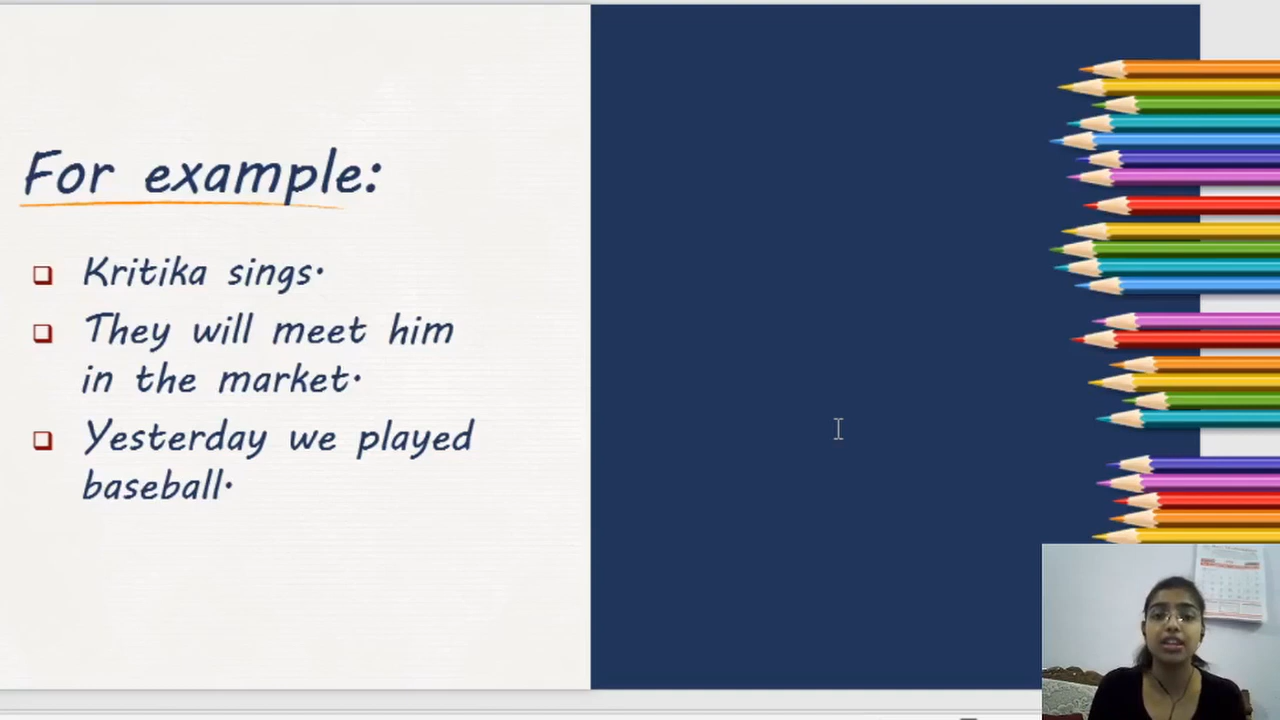 For example:
Kritika sings.
They will meet him
in the market.
Yesterday we played
baseball.